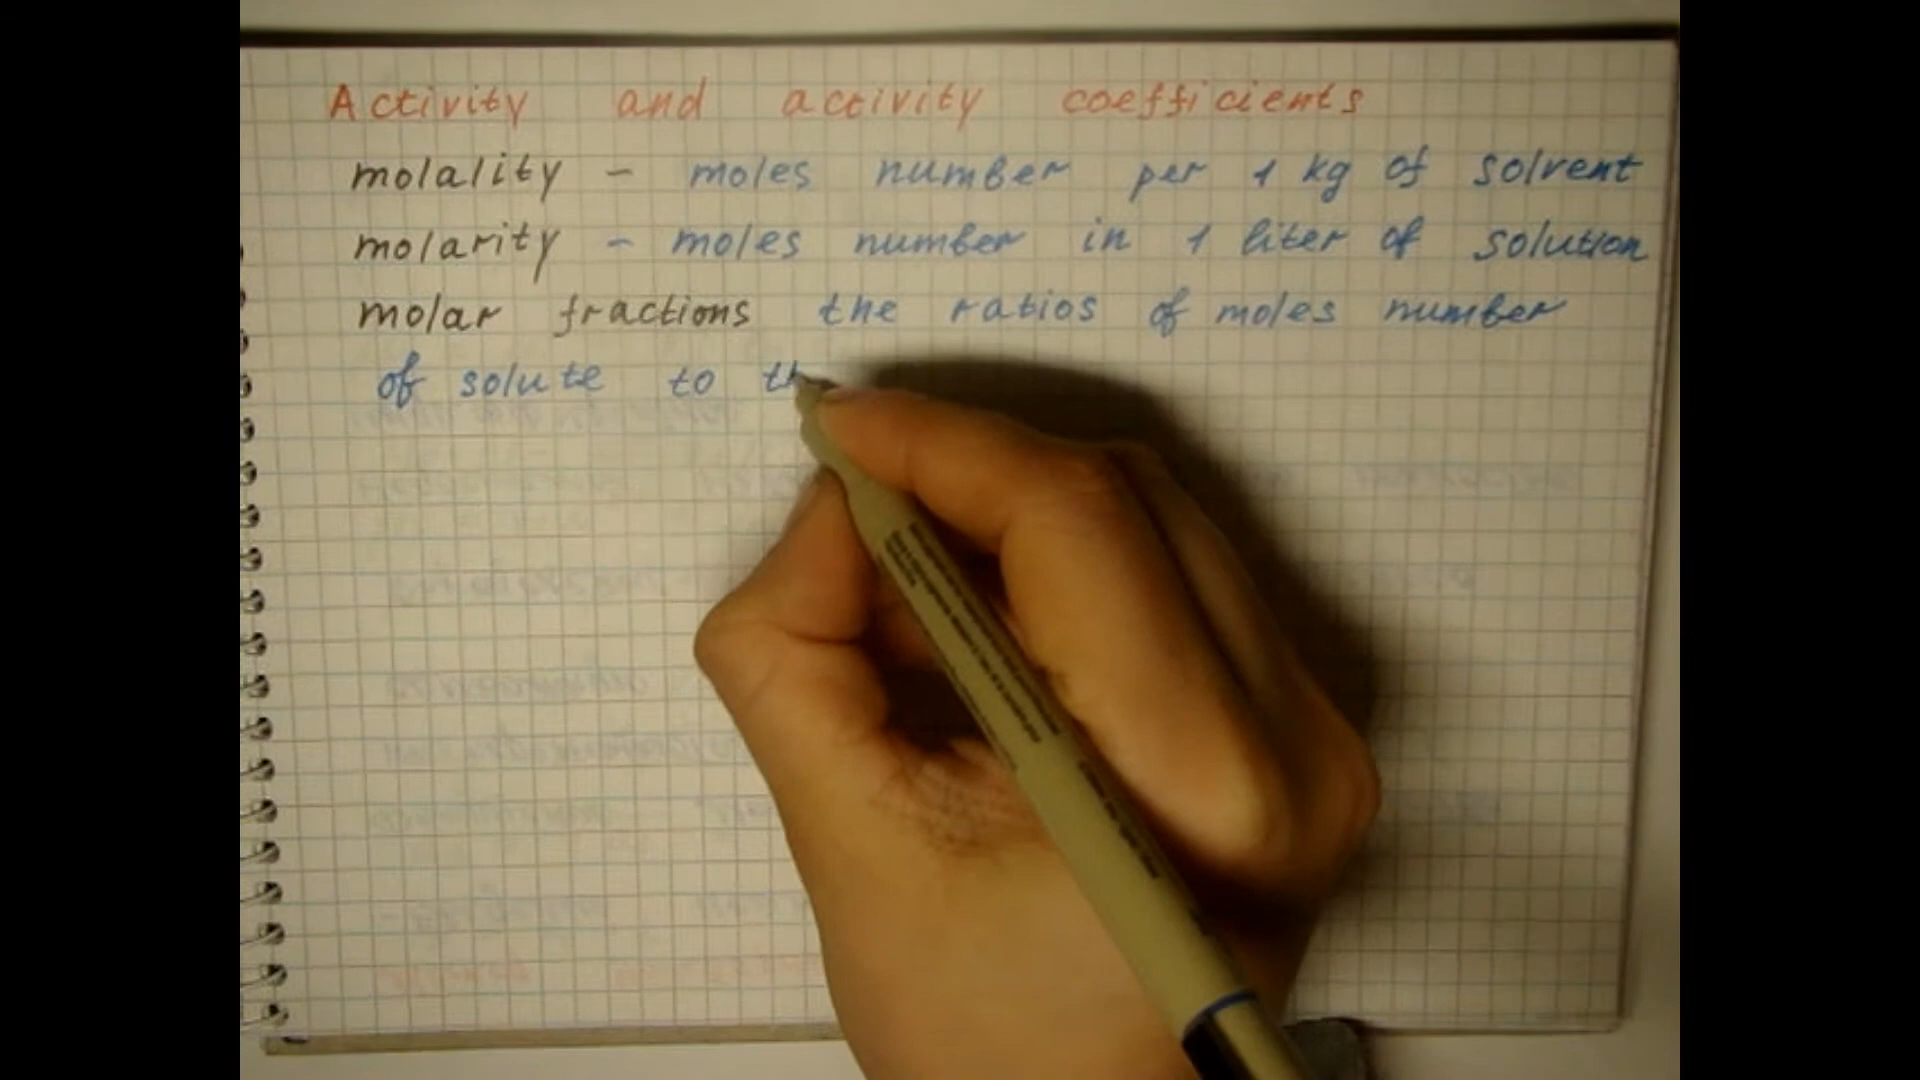 Activity and activity coefficients
molality - moles number per 1 kg of solvent
molarity - moles number in 1 liter of solution
molar fractions the ratios of moles number
of solute to th